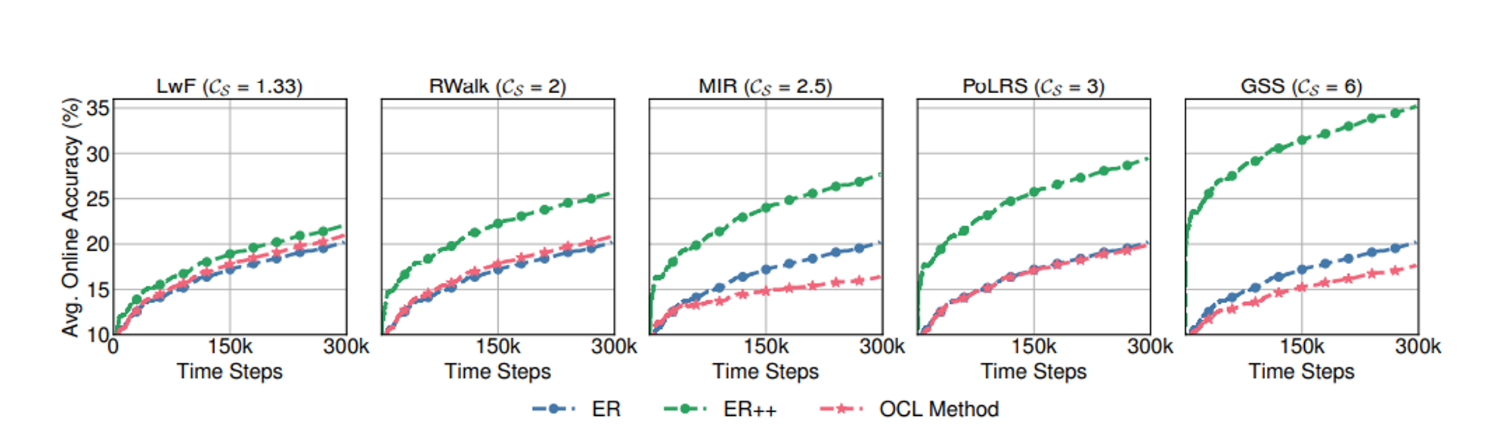 LwF (𝒞𝒮 = 1.33)
RWalk (𝒞𝒮 = 2)
MIR (𝒞𝒮 = 2.5)
PoLRS (𝒞𝒮 = 3)
GSS (𝒞𝒮 = 6)
Avg. Online Accuracy (%)
35
30
25
20
15
10
0 150k 300k
150k 300k
150k 300k
150k 300k
150k 300k
Time Steps
Time Steps
Time Steps
Time Steps
Time Steps
ER ER++ OCL Method